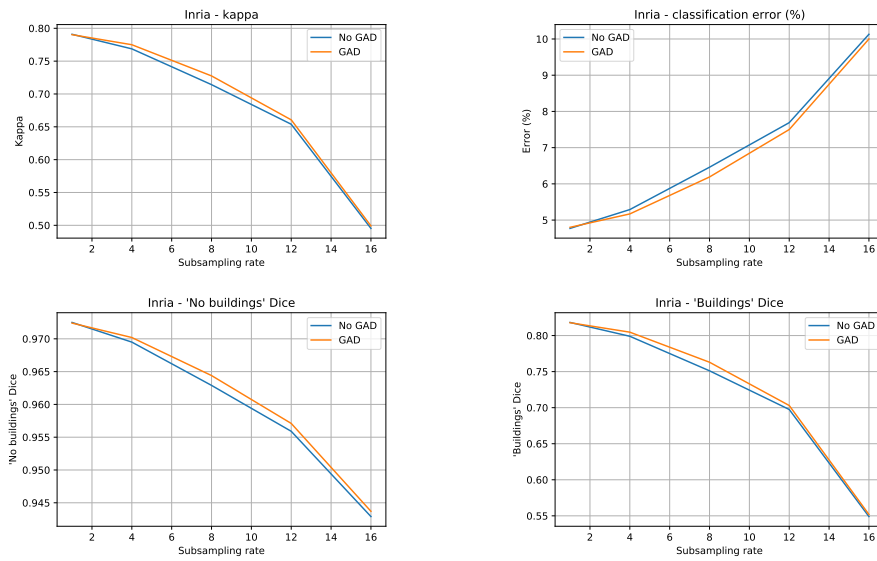 Inria - kappa
0.80
0.75
0.70
0.65
0.60
0.55
0.50
Kappa
No GAD
GAD
2 4 6 8 10 12 14 16
Subsampling rate
Inria - classification error (%)
10
9
8
7
6
5
Error (%)
No GAD
GAD
2 4 6 8 10 12 14 16
Subsampling rate
Inria - 'No buildings' Dice
0.970
0.965
0.960
0.955
0.950
0.945
'No buildings' Dice
No GAD
GAD
2 4 6 8 10 12 14 16
Subsampling rate
Inria - 'Buildings' Dice
0.80
0.75
0.70
0.65
0.60
0.55
'Buildings' Dice
No GAD
GAD
2 4 6 8 10 12 14 16
Subsampling rate